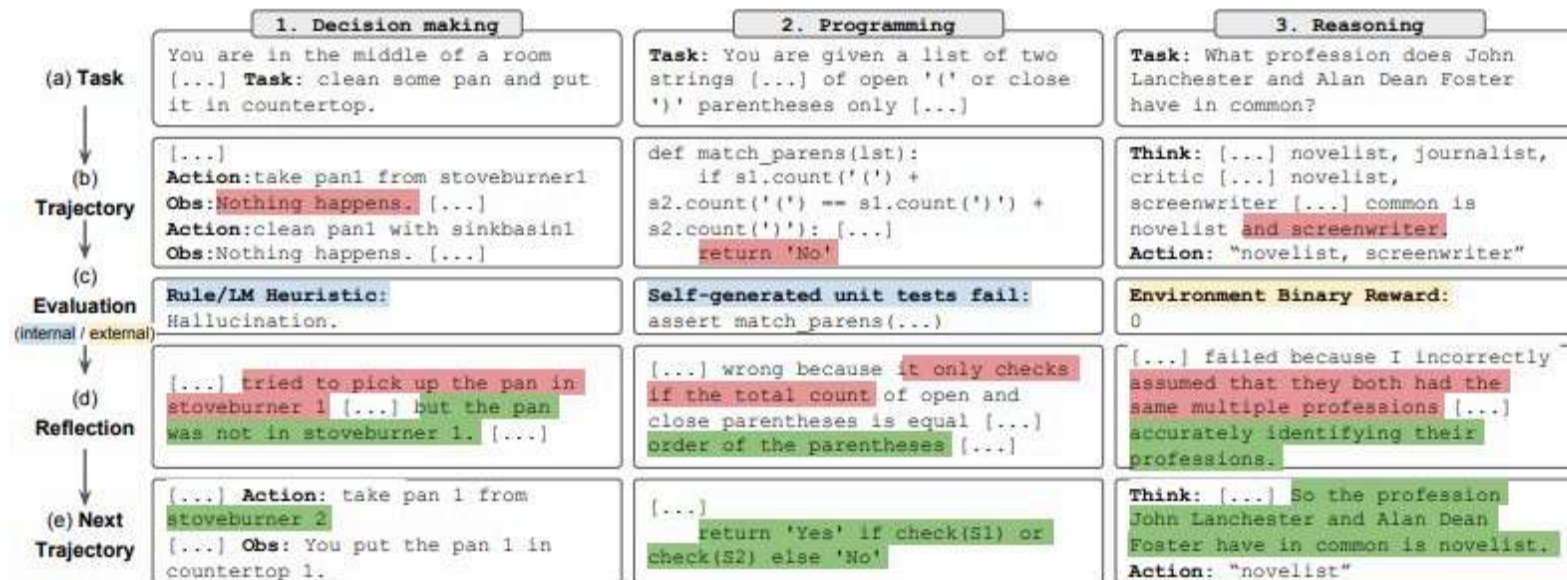 1. Decision making
2. Programming
3. Reasoning
(a) Task
You are in the middle of a room
[...] Task: clean some pan and put
it in countertop.
Task: You are given a list of two
strings [...] of open '(' or close
')' parentheses only [...]
Task: What profession does John
Lanchester and Alan Dean Foster
have in common?
(b)
Trajectory
[...]
Action:take pan1 from stoveburner1
Obs:Nothing happens. [...]
Action:clean pan1 with sinkbasin1
Obs:Nothing happens. [...]
def match_parens(lst):
if s1.count('(') +
s2.count('(') == s1.count(')') +
s2.count(')'): [...]
return 'No'
Think: [...] novelist, journalist,
critic [...] novelist,
screenwriter [...] common is
novelist and screenwriter.
Action: "novelist, screenwriter"
(c)
Evaluation
(internal / external)
Rule/LM Heuristic:
Hallucination.
Self-generated unit tests fail:
assert match_parens(...)
Environment Binary Reward:
0
(d)
Reflection
[...] tried to pick up the pan in
stoveburner 1 [...] but the pan
was not in stoveburner 1. [...]
[...] wrong because it only checks
if the total count of open and
close parentheses is equal [...]
order of the parentheses [...]
[...] failed because I incorrectly
assumed that they both had the
same multiple professions [...]
accurately identifying their
professions.
(e) Next
Trajectory
[...] Action: take pan 1 from
stoveburner 2
[...] Obs: You put the pan 1 in
countertop 1.
[...]
return 'Yes' if check(S1) or
check(S2) else 'No'
Think: [...] So the profession
John Lanchester and Alan Dean
Foster have in common is novelist.
Action: "novelist"